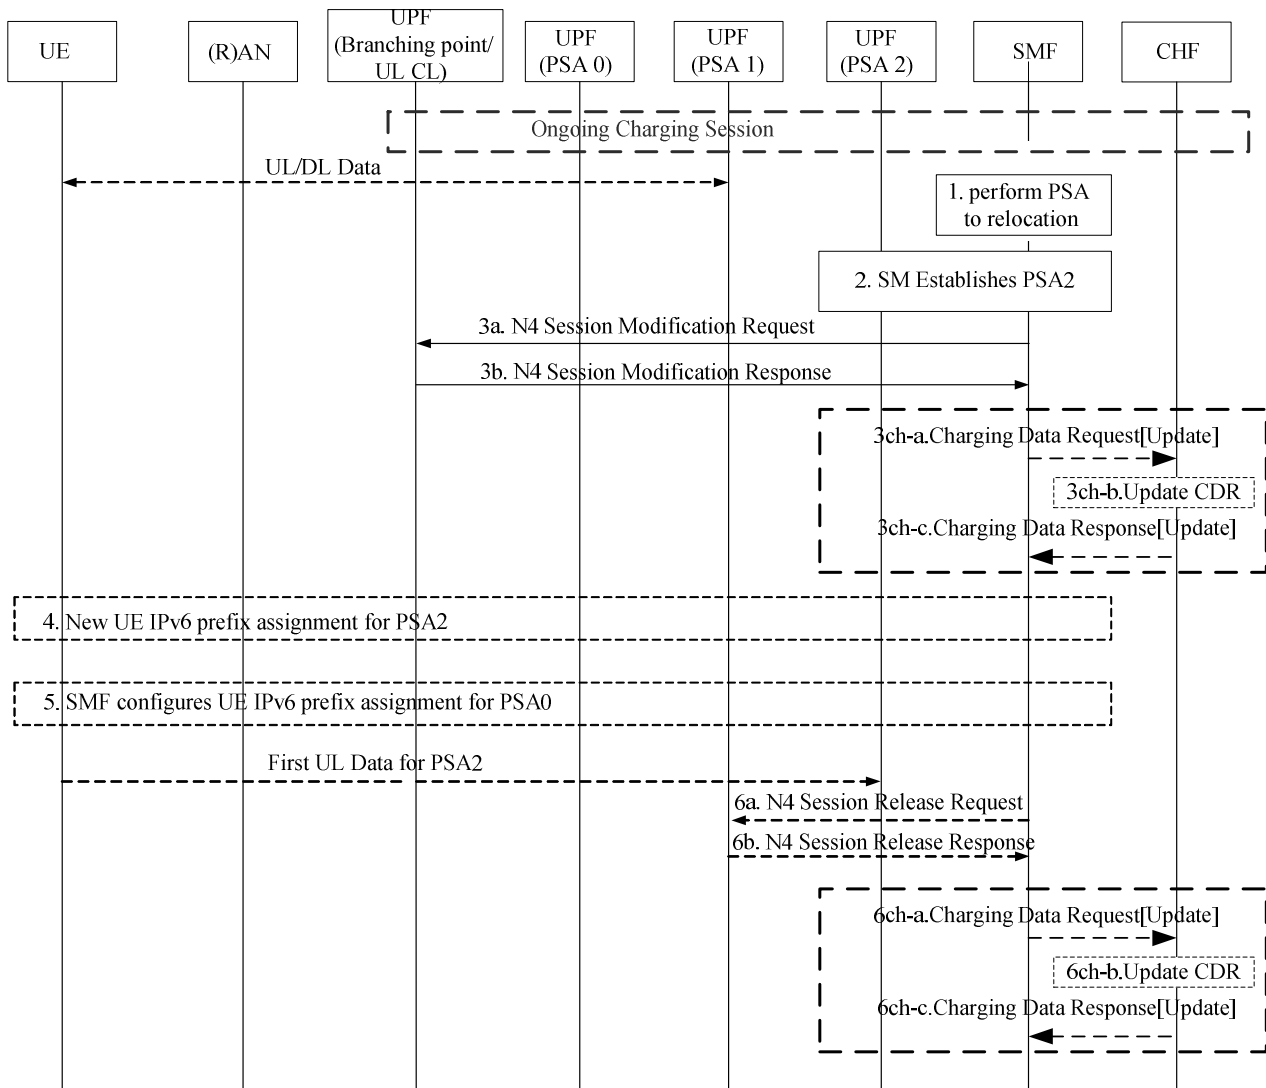 UE
(R)AN
UPF
(Branching point/
UL CL)
UPF
(PSA 0)
UPF
(PSA 1)
UPF
(PSA 2)
SMF
CHF
Ongoing Charging Session
UL/DL Data
1. perform PSA
to relocation
2. SM Establishes PSA2
3a. N4 Session Modification Request
3b. N4 Session Modification Response
3ch-a.Charging Data Request[Update]
3ch-b.Update CDR
3ch-c.Charging Data Response[Update]
4. New UE IPv6 prefix assignment for PSA2
5. SMF configures UE IPv6 prefix assignment for PSA0
First UL Data for PSA2
6a. N4 Session Release Request
6b. N4 Session Release Response
6ch-a.Charging Data Request[Update]
6ch-b.Update CDR
6ch-c.Charging Data Response[Update]